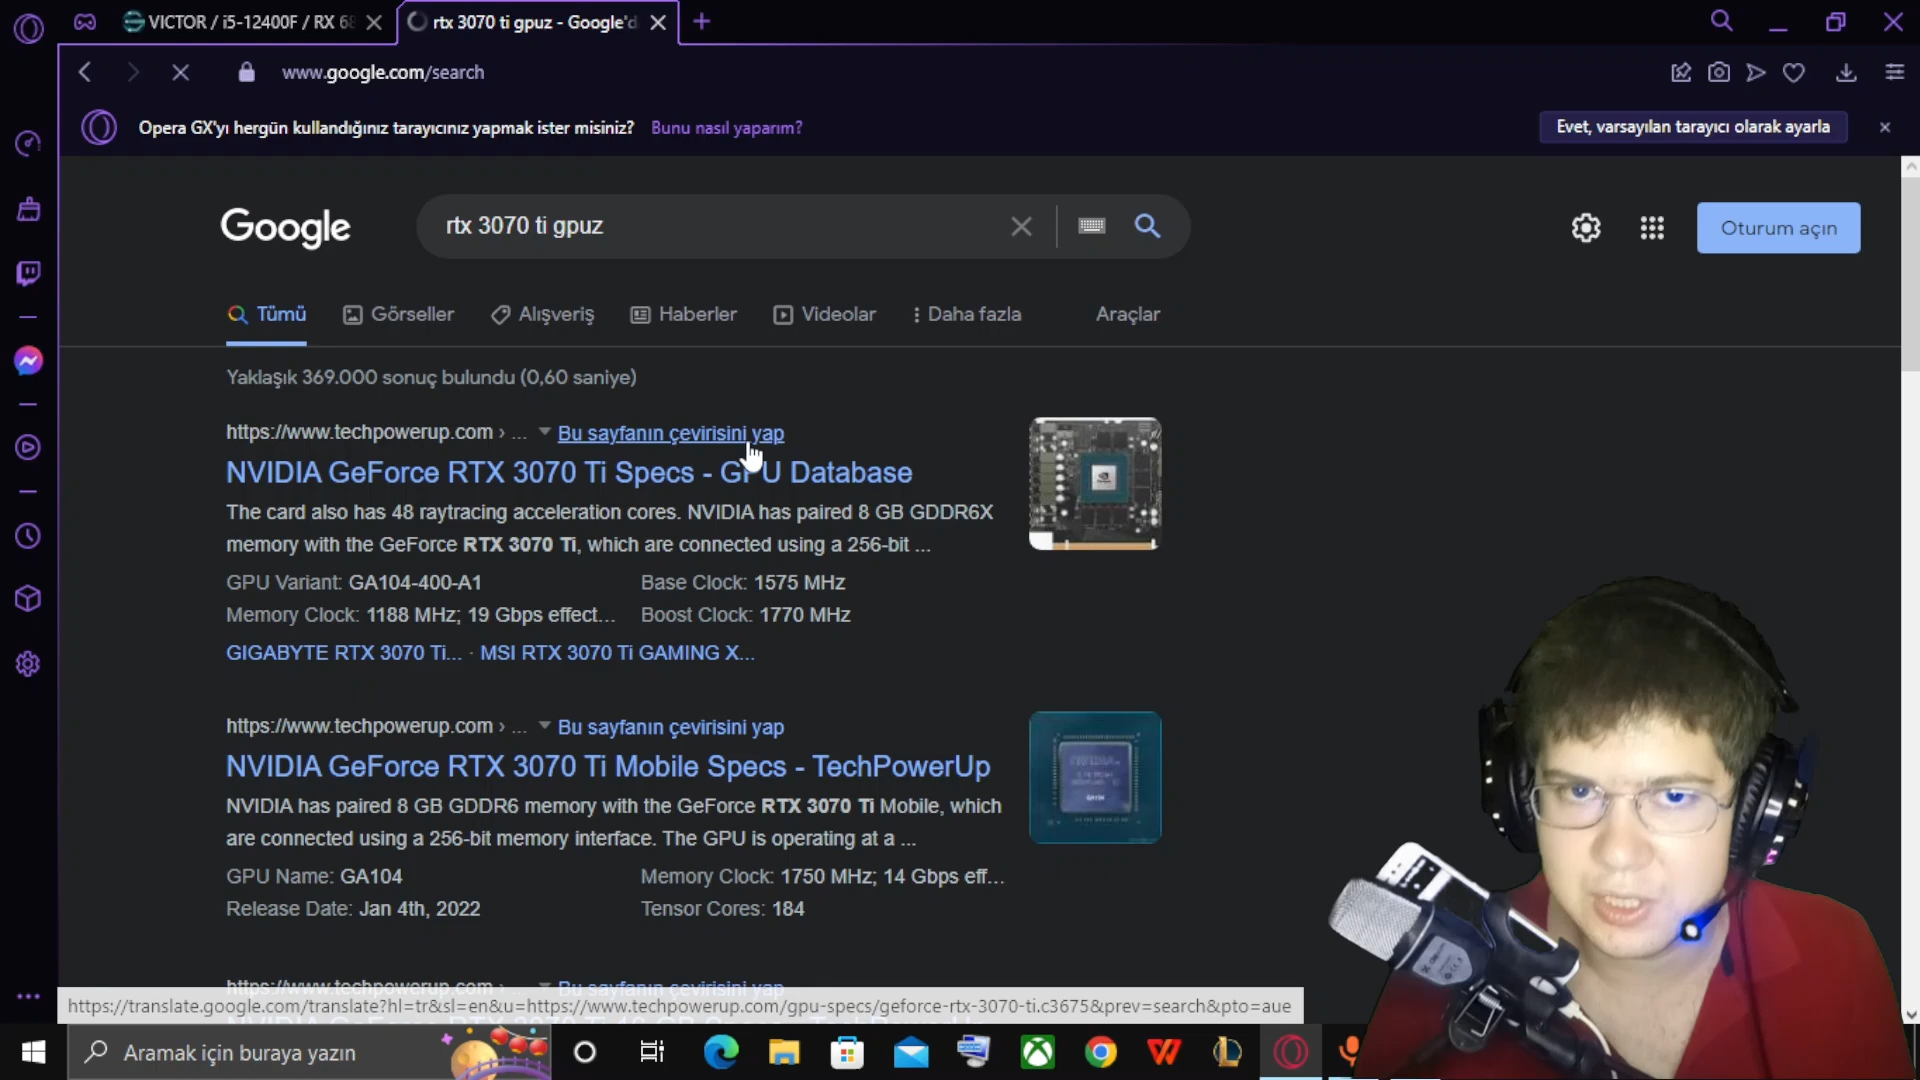 VICTOR / i5-12400F / RX 68
rtx 3070 ti gpuz - Google'd
www.google.com/search
Opera GX'yı hergün kullandığınız tarayıcınız yapmak ister misiniz? Bunu nasıl yaparım?
Evet, varsayılan tarayıcı olarak ayarla
Google
rtx 3070 ti gpuz
Oturum açın
Tümü Görseller Alışveriş Haberler Videolar Daha fazla Araçlar
Yaklaşık 369.000 sonuç bulundu (0,60 saniye)
https://www.techpowerup.com › ... Bu sayfanın çevirisini yap
NVIDIA GeForce RTX 3070 Ti Specs - GPU Database
The card also has 48 raytracing acceleration cores. NVIDIA has paired 8 GB GDDR6X
memory with the GeForce RTX 3070 Ti, which are connected using a 256-bit ...
GPU Variant: GA104-400-A1 Base Clock: 1575 MHz
Memory Clock: 1188 MHz; 19 Gbps effect... Boost Clock: 1770 MHz
GIGABYTE RTX 3070 Ti... · MSI RTX 3070 Ti GAMING X...
https://www.techpowerup.com › ... Bu sayfanın çevirisini yap
NVIDIA GeForce RTX 3070 Ti Mobile Specs - TechPowerUp
NVIDIA has paired 8 GB GDDR6 memory with the GeForce RTX 3070 Ti Mobile, which
are connected using a 256-bit memory interface. The GPU is operating at a ...
GPU Name: GA104 Memory Clock: 1750 MHz; 14 Gbps eff...
Release Date: Jan 4th, 2022 Tensor Cores: 184
https://www.techpowerup.com › ... Bu sayfanın çevirisini yap
https://translate.google.com/translate?hl=tr&sl=en&u=https://www.techpowerup.com/gpu-specs/geforce-rtx-3070-ti.c3675&prev=search&pto=aue
Aramak için buraya yazın